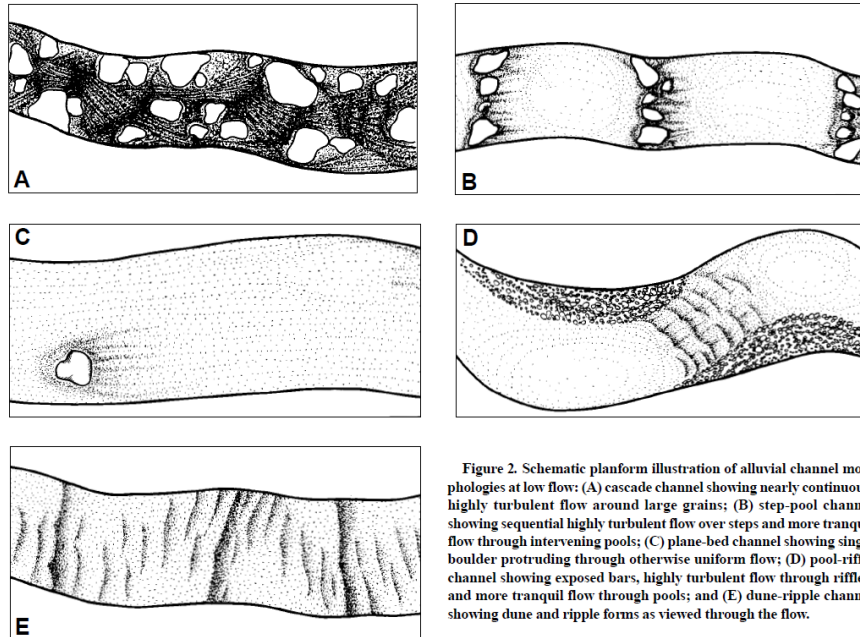 A
B
C
D
E
Figure 2. Schematic planform illustration of alluvial channel mo
phologies at low flow: (A) cascade channel showing nearly continuou
highly turbulent flow around large grains; (B) step-pool chann
showing sequential highly turbulent flow over steps and more tranqu
flow through intervening pools; (C) plane-bed channel showing sing
boulder protruding through otherwise uniform flow; (D) pool-riff
channel showing exposed bars, highly turbulent flow through riffle
and more tranquil flow through pools; and (E) dune-ripple chann
showing dune and ripple forms as viewed through the flow.